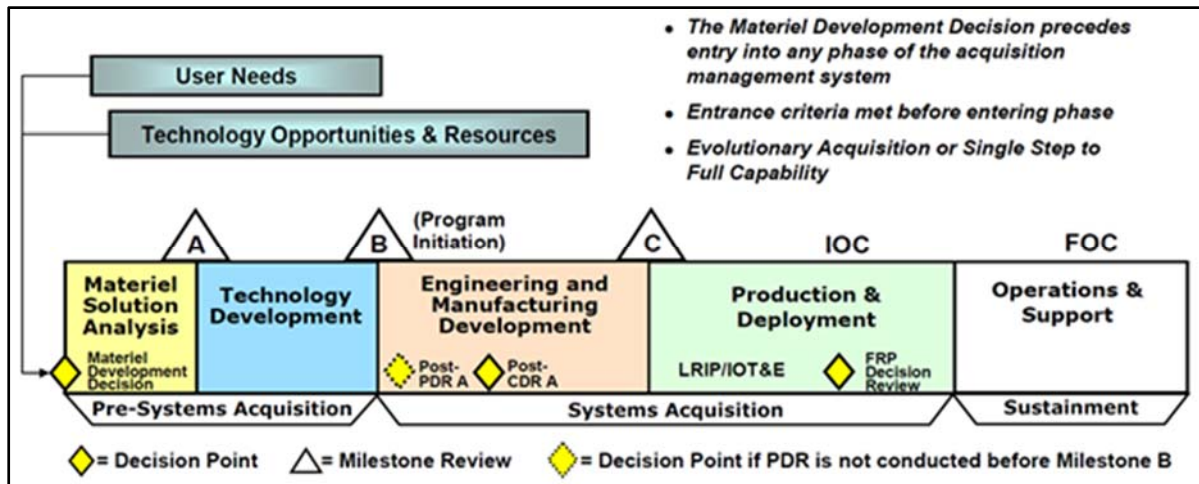 User Needs
Technology Opportunities & Resources
• The Materiel Development Decision precedes
entry into any phase of the acquisition
management system
• Entrance criteria met before entering phase
• Evolutionary Acquisition or Single Step to
Full Capability
A
B
(Program
Initiation)
C
IOC
FOC
Materiel
Solution
Analysis
Materiel
Development
Decision
Technology
Development
Engineering and
Manufacturing
Development
Post-
PDR A
Post-
CDR A
Production &
Deployment
LRIP/IOT&E
FRP
Decision
Review
Operations &
Support
Pre-Systems Acquisition
Systems Acquisition
Sustainment
= Decision Point
= Milestone Review
= Decision Point if PDR is not conducted before Milestone B